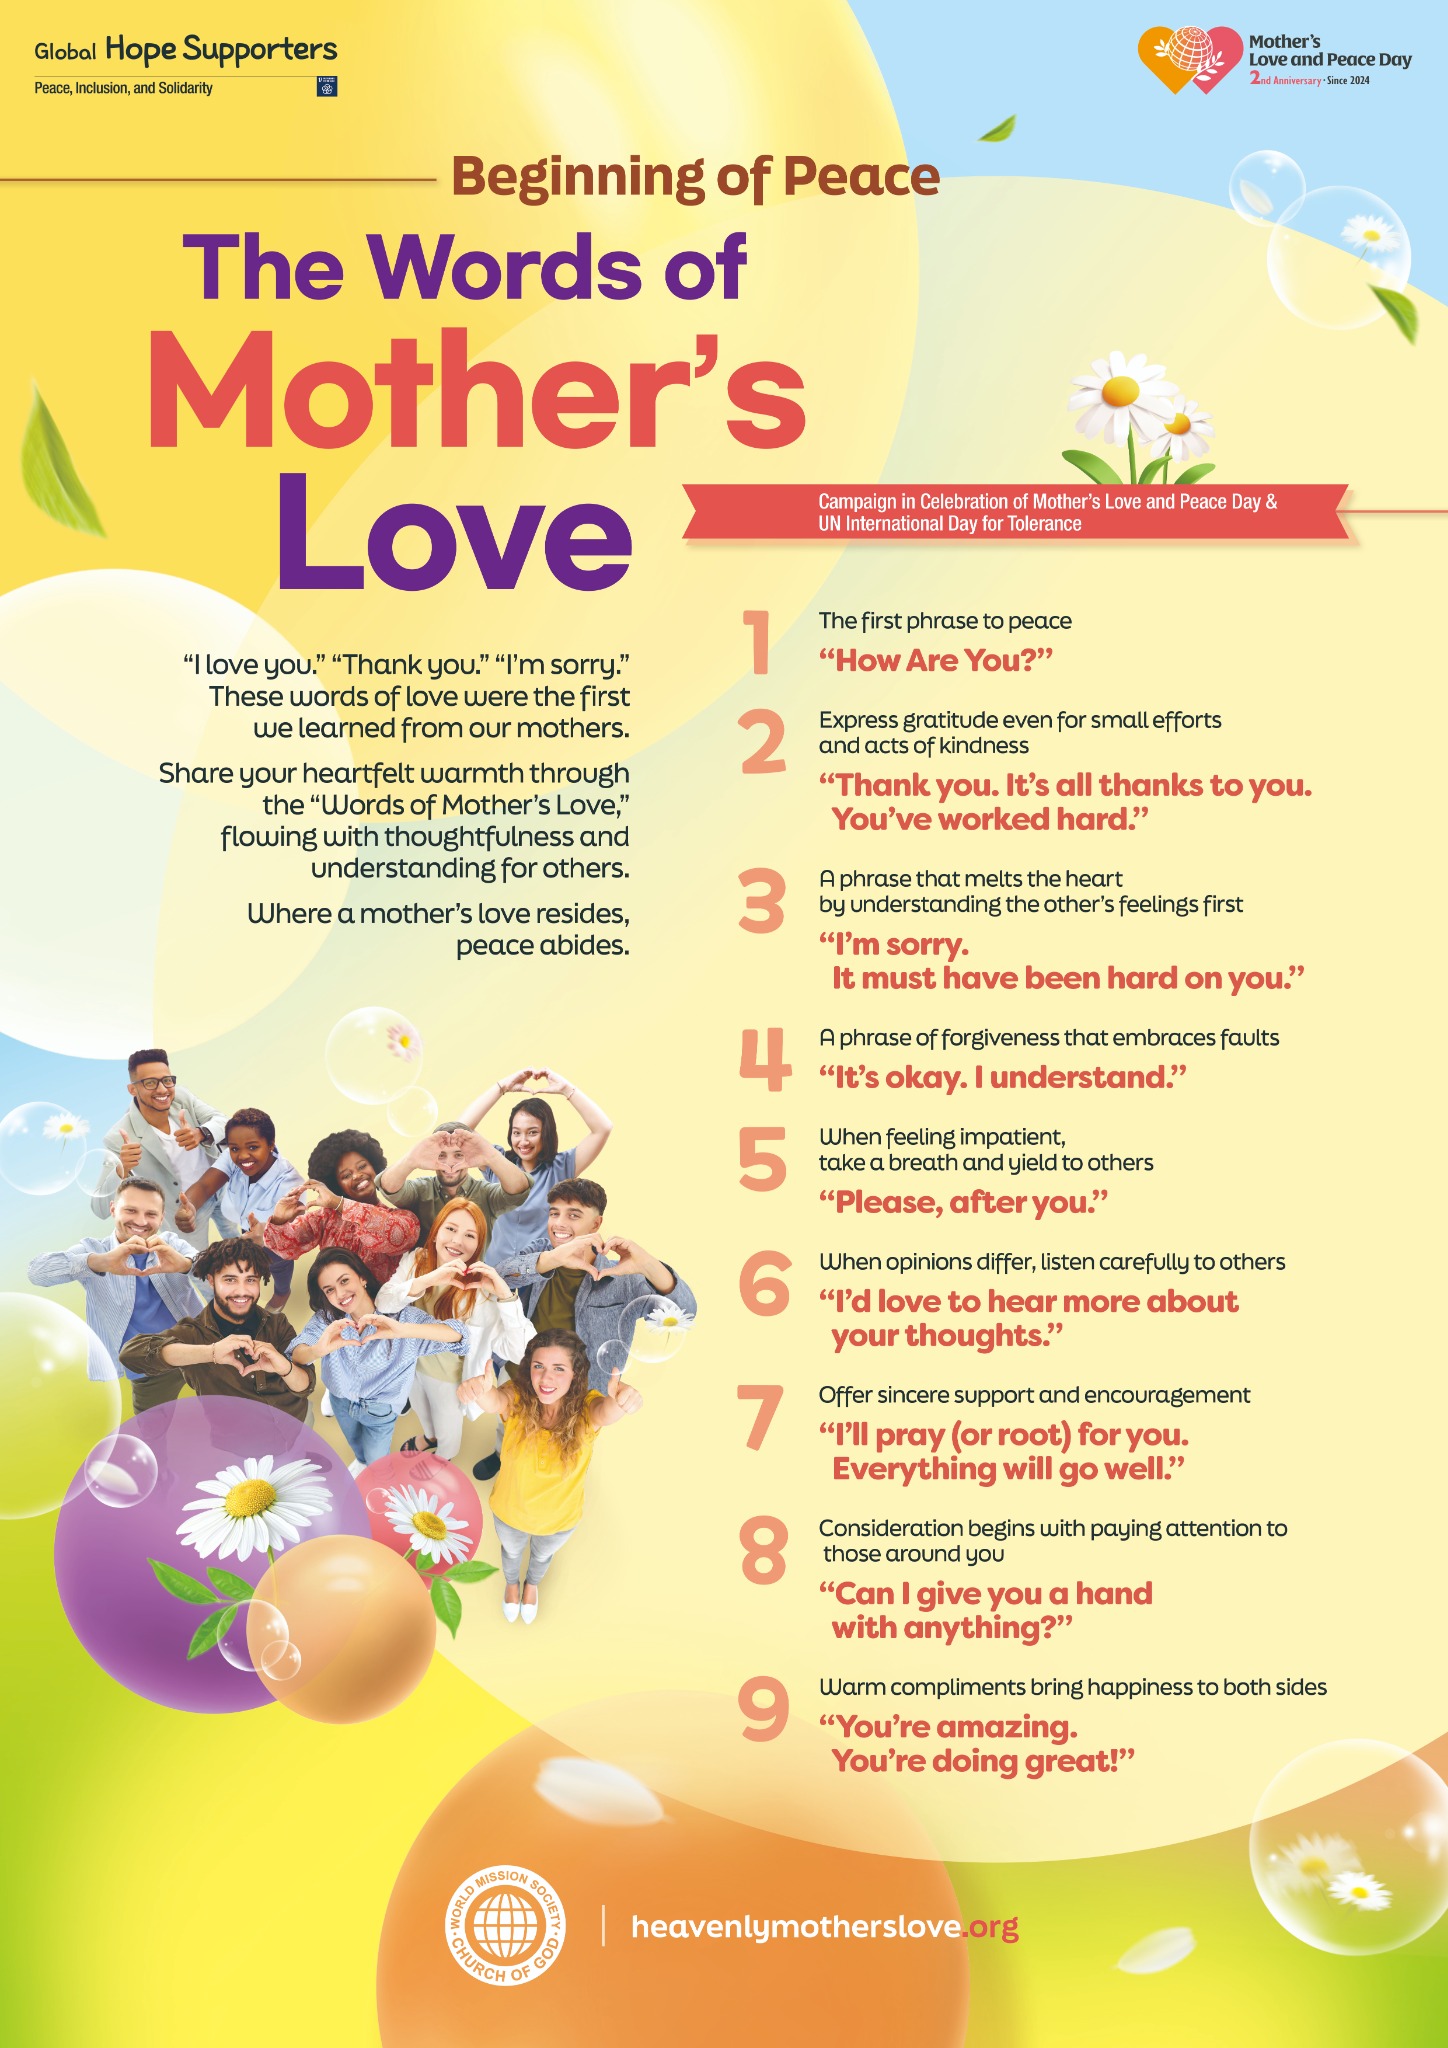 Global Hope Supporters
Peace, Inclusion, and Solidarity
Mother's
Love and Peace Day
2nd Anniversary · Since 2024
Beginning of Peace
The Words of
Mother's
Love
Campaign in Celebration of Mother's Love and Peace Day &
UN International Day for Tolerance
“I love you.” “Thank you.” “I'm sorry.”
These words of love were the first
we learned from our mothers.
Share your heartfelt warmth through
the “Words of Mother's Love,”
flowing with thoughtfulness and
understanding for others.
Where a mother's love resides,
peace abides.
1
The first phrase to peace
“How Are You?”
2
Express gratitude even for small efforts
and acts of kindness
“Thank you. It's all thanks to you.
You've worked hard.”
3
A phrase that melts the heart
by understanding the other's feelings first
“I'm sorry.
It must have been hard on you.”
4
A phrase of forgiveness that embraces faults
“It's okay. I understand.”
5
When feeling impatient,
take a breath and yield to others
“Please, after you.”
6
When opinions differ, listen carefully to others
“I'd love to hear more about
your thoughts.”
7
Offer sincere support and encouragement
“I'll pray (or root) for you.
Everything will go well.”
8
Consideration begins with paying attention to
those around you
“Can I give you a hand
with anything?”
9
Warm compliments bring happiness to both sides
“You're amazing.
You're doing great!”
WORLD MISSION SOCIETY
CHURCH OF GOD
heavenlymotherslove.org